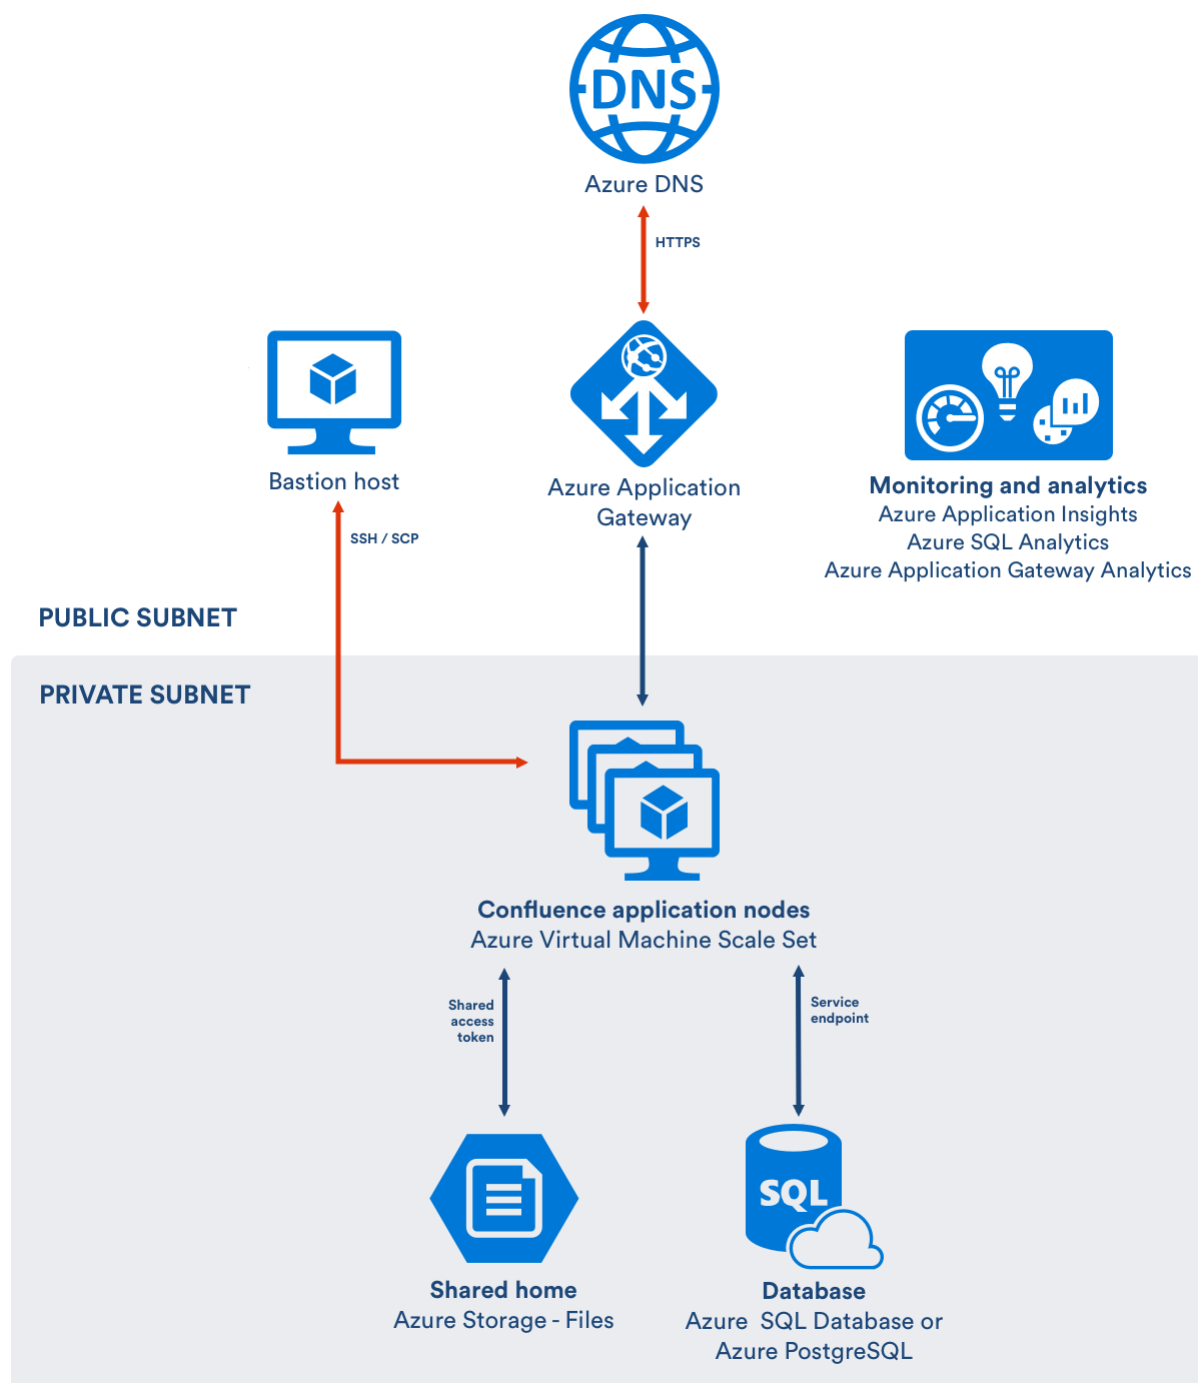 DNS
Azure DNS
HTTPS
Bastion host
SSH / SCP
Azure Application
Gateway
Monitoring and analytics
Azure Application Insights
Azure SQL Analytics
Azure Application Gateway Analytics
PUBLIC SUBNET
PRIVATE SUBNET
Confluence application nodes
Azure Virtual Machine Scale Set
Shared
access
token
Service
endpoint
Shared home
Azure Storage - Files
SQL
Database
Azure SQL Database or
Azure PostgreSQL